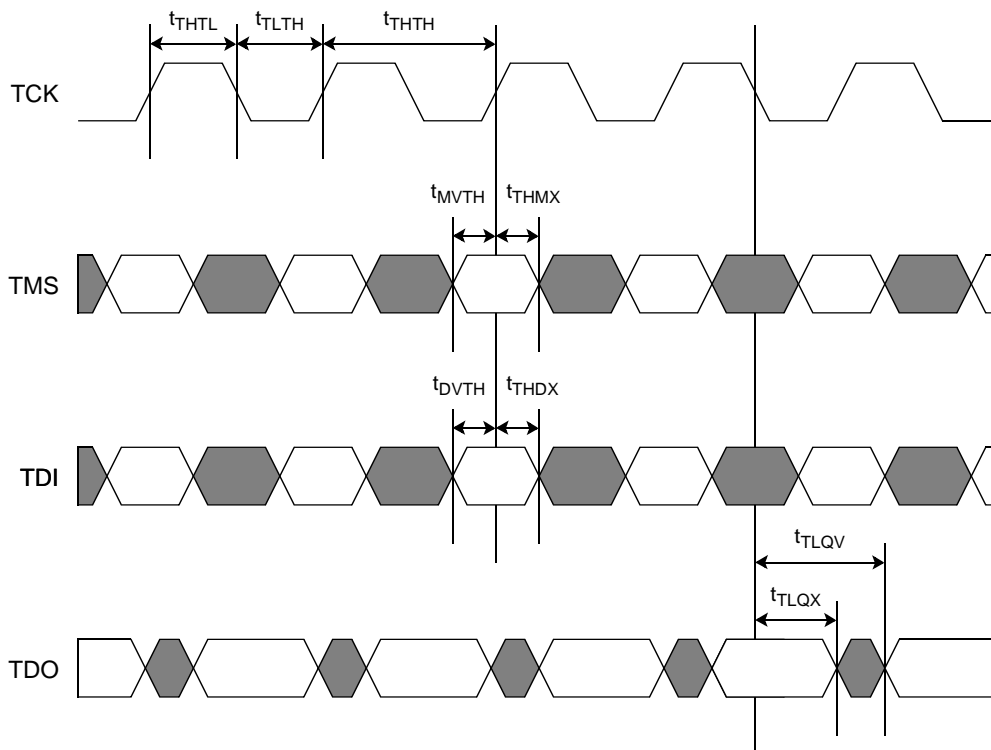 tTHTL tTLTH tTHTH
TCK
tMVTH tTHMX
TMS
tDVTH tTHDX
TDI
tTLQV
tTLQX
TDO